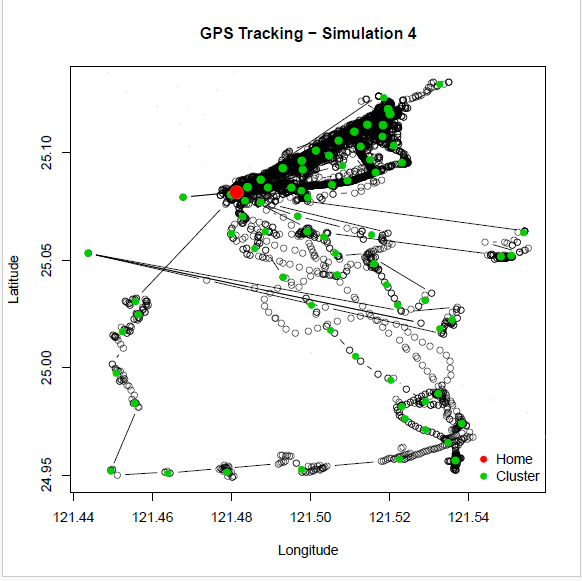 GPS Tracking − Simulation 4
25.10
25.05
25.00
24.95
Latitude
121.44 121.46 121.48 121.50 121.52 121.54
Longitude
Home
Cluster